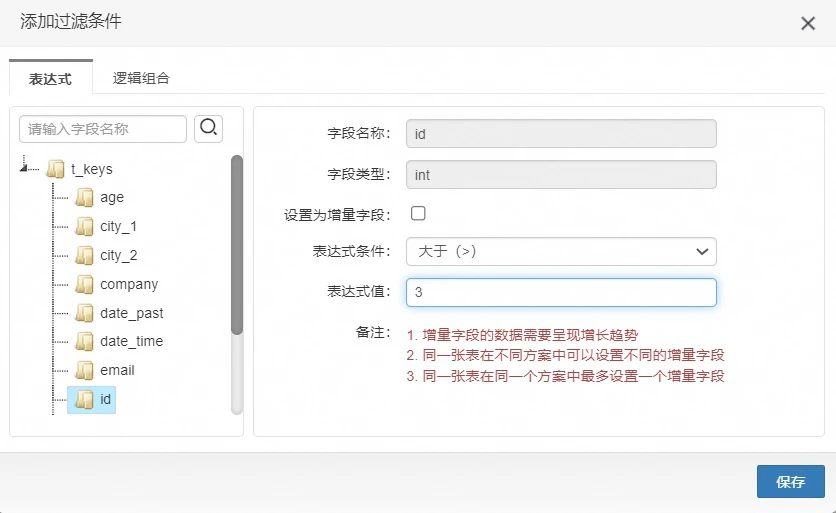 添加过滤条件
表达式
逻辑组合
请输入字段名称
t_keys
age
city_1
city_2
company
date_past
date_time
email
id
字段名称：
id
字段类型：
int
设置为增量字段：
表达式条件：
大于（>）
表达式值：
3
备注：
1. 增量字段的数据需要呈现增长趋势
2. 同一张表在不同方案中可以设置不同的增量字段
3. 同一张表在同一个方案中最多设置一个增量字段
保存